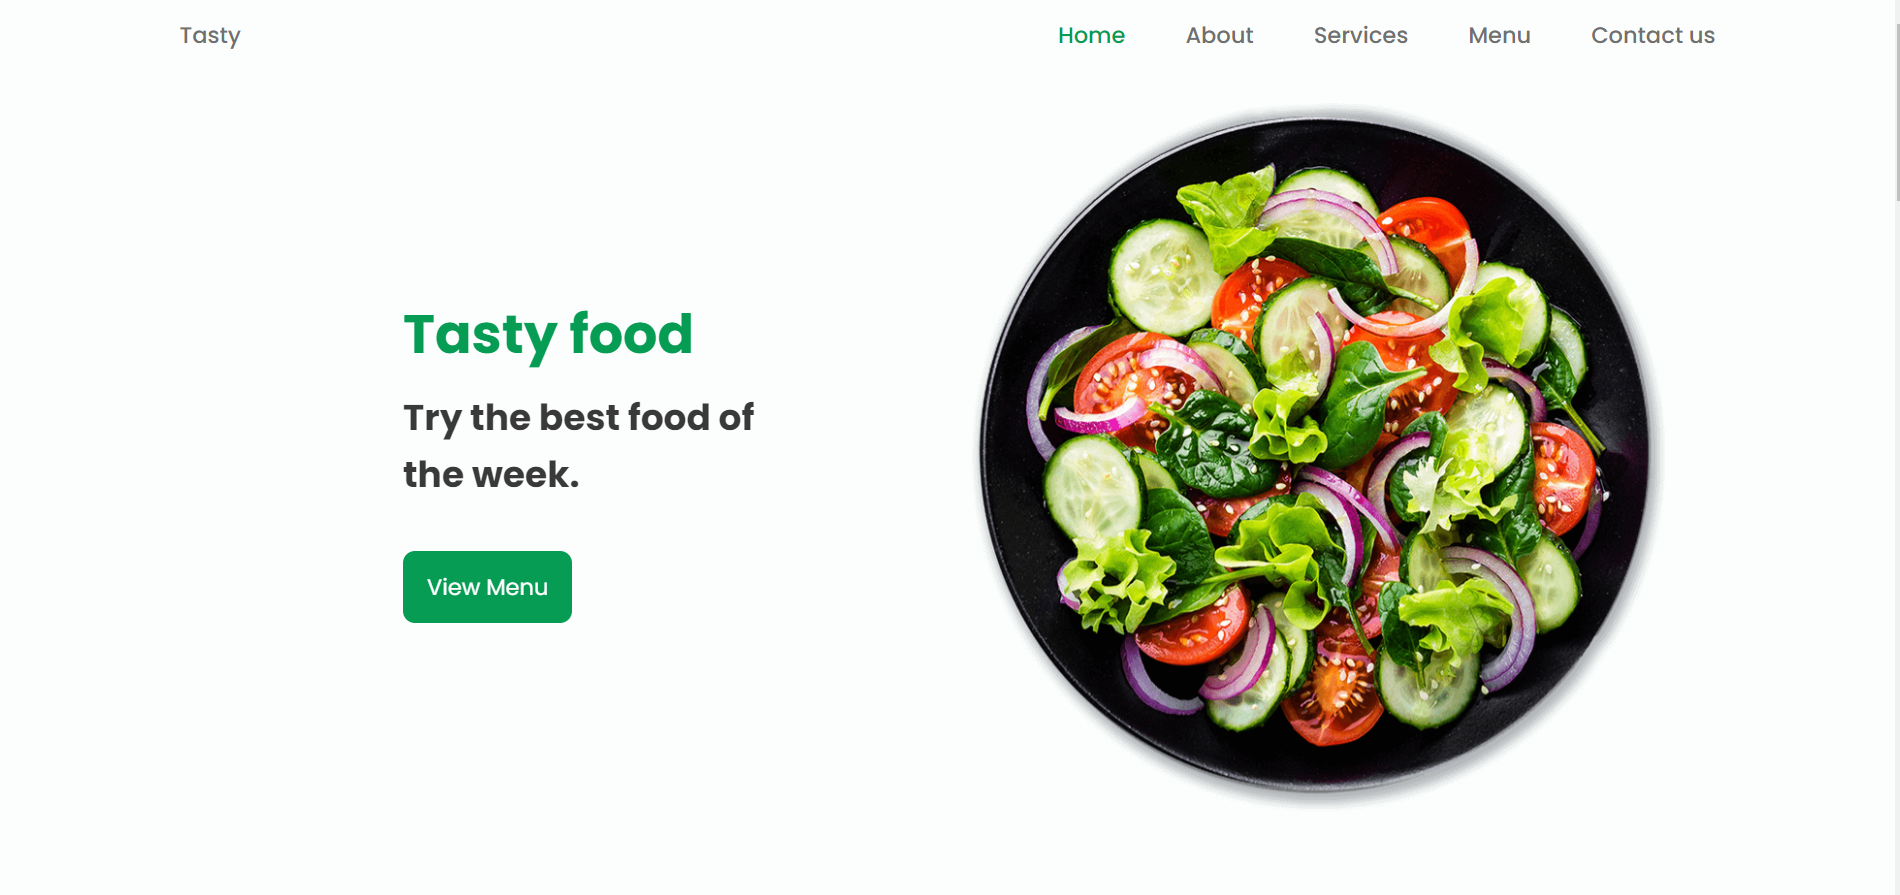 Tasty
Home About Services Menu Contact us
Tasty food
Try the best food of
the week.
View Menu